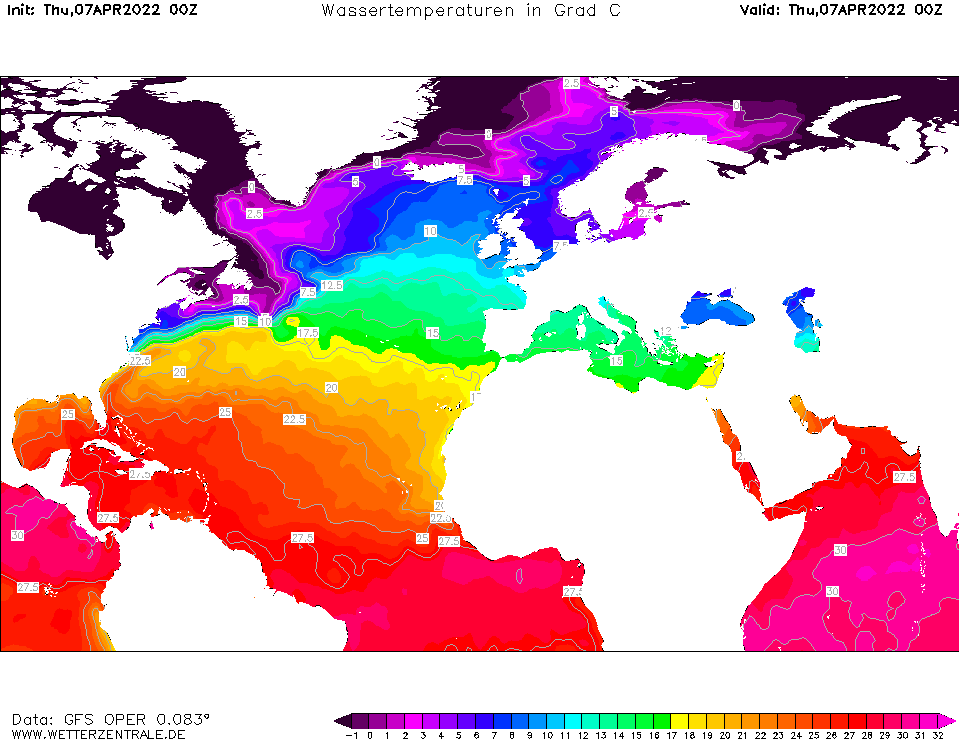 Init: Thu,07APR2022 00Z Wassertemperaturen in Grad C Valid: Thu,07APR2022 00Z
2.5
5 0
0
0 5 2.5
5 7.5 5
0
2.5 2.5
10 7.5
12.5
7.5
2.5
15 10
17.5 15 12
22.5 15
20
20
25 25 22.5
27.5 27.5
27.5 22.5
30 27.5 25 27.5 30
27.5 27.5 30
Data: GFS OPER 0.083°
WWW.WETTERZENTRALE.DE
-1 0 1 2 3 4 5 6 7 8 9 10 11 12 13 14 15 16 17 18 19 20 21 22 23 24 25 26 27 28 29 30 31 32